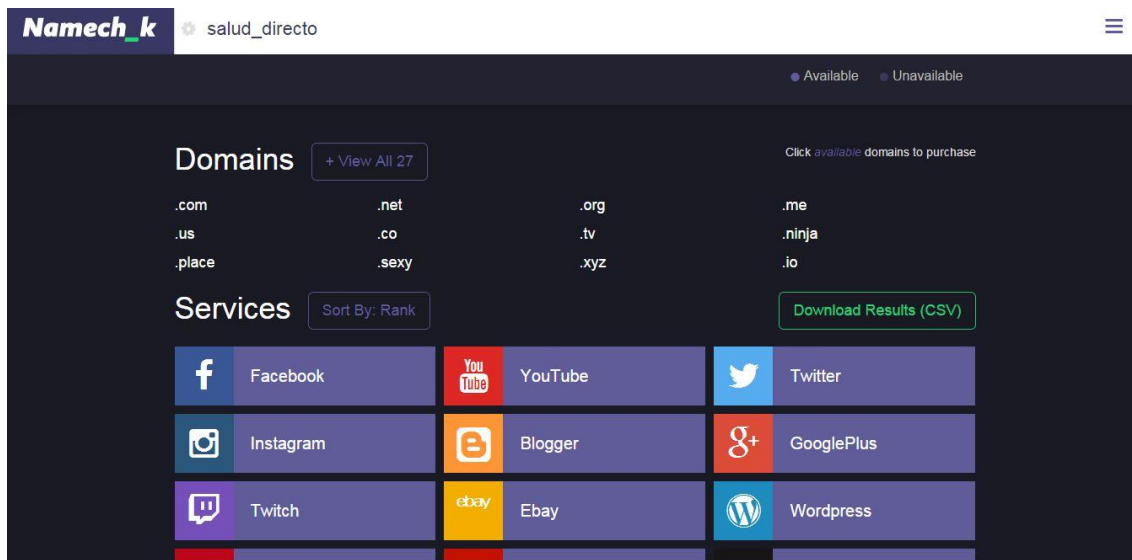 Namech_k salud_directo
Available Unavailable
Domains + View All 27 Click available domains to purchase
.com .net .org .me
.us .co .tv .ninja
.place .sexy .xyz .io
Services Sort By: Rank Download Results (CSV)
f Facebook You Tube YouTube Twitter
Instagram B Blogger g+ GooglePlus
Twitch ebay Ebay W Wordpress